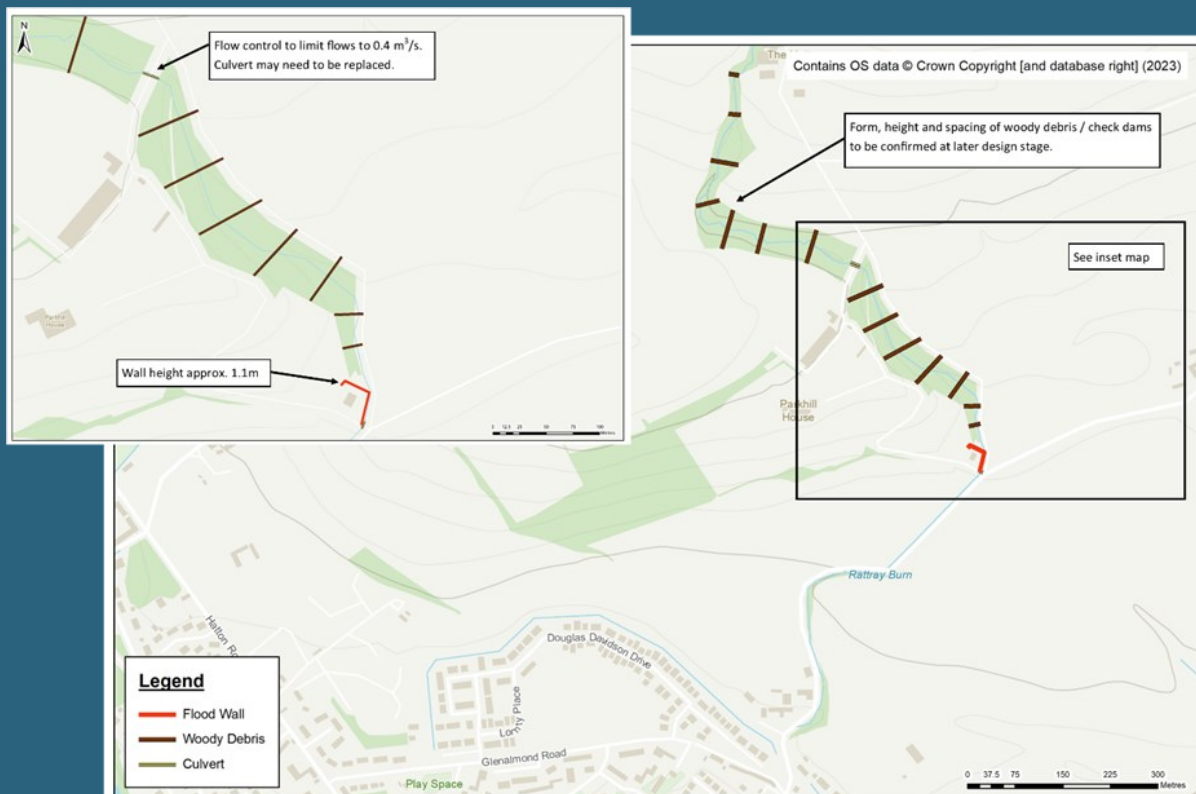 N
Flow control to limit flows to 0.4 m³/s.
Culvert may need to be replaced.
Wall height approx. 1.1m
Contains OS data © Crown Copyright [and database right] (2023)
Form, height and spacing of woody debris / check dams
to be confirmed at later design stage.
See inset map
Parkhill
House
Rattray Burn
Hatton
Douglas Davidson Drive
Glenalmond Road
Play Space
Legend
Flood Wall
Woody Debris
Culvert
0 37.5 75 150 225 300
Metres